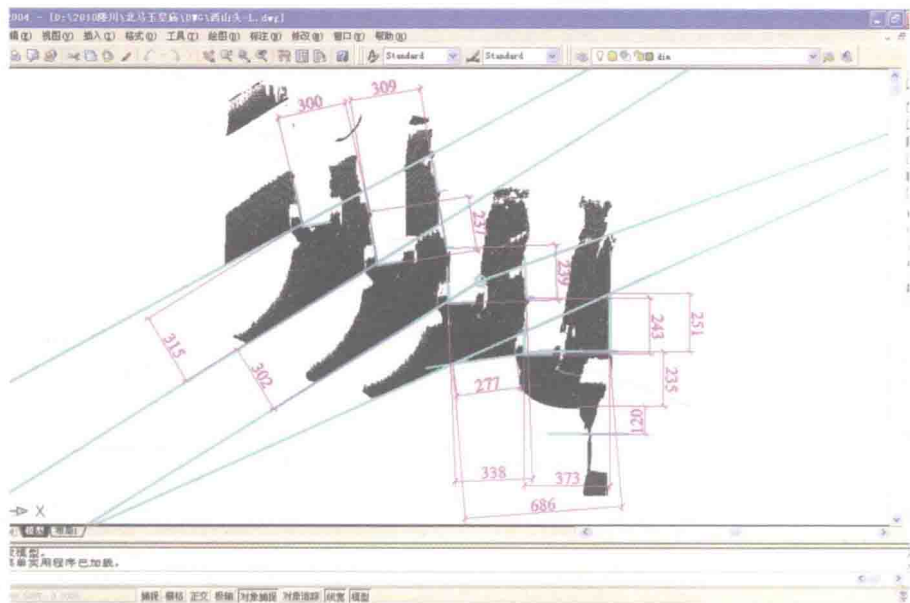 2004 - [D:\2010陵川\北马玉皇庙\DWG\西山头-L.dwg]
辑(E) 视图(V) 插入(I) 格式(O) 工具(T) 绘图(D) 标注(N) 修改(M) 窗口(W) 帮助(H)
Standard Standard dim
300
309
237
239
251
243
315
302
277
235
120
338
373
686
X
模型 布局1
模型。
单实用程序已加载。
捕捉 栅格 正交 极轴 对象捕捉 对象追踪 线宽 模型